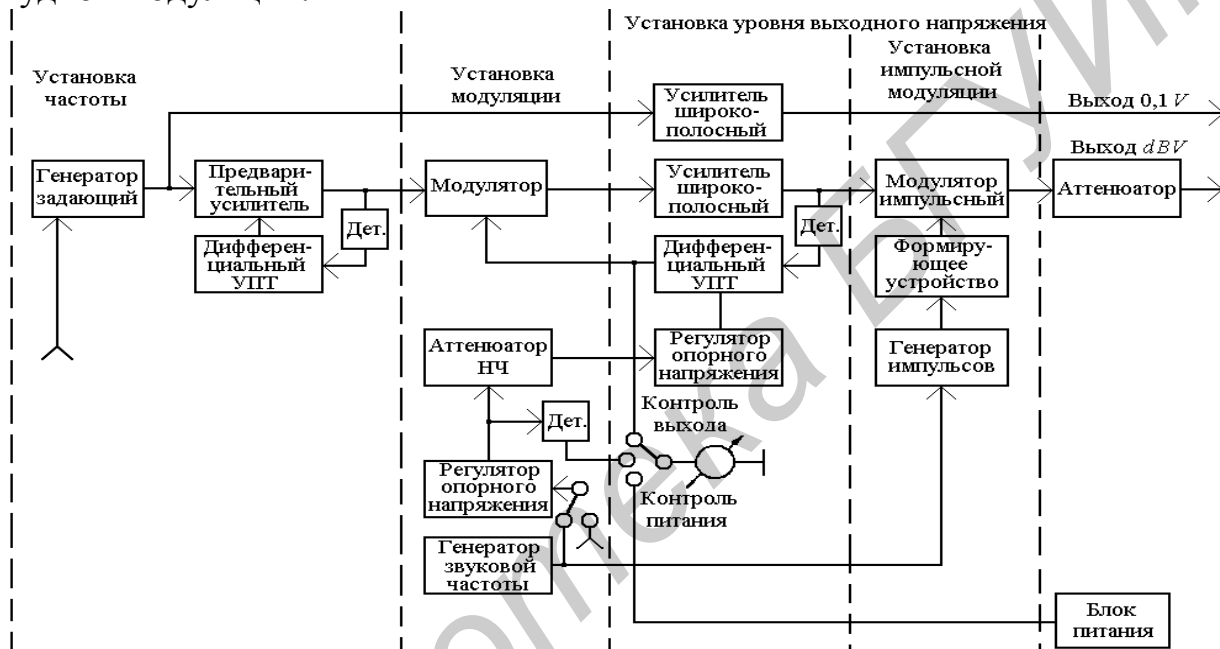 Установка уровня выходного напряжения
Установка
частоты
Установка
модуляции
Установка
импульсной
модуляции
Усилитель
широко-
полосный
Выход 0,1 V
Выход dBV
Генератор
задающий
Предвари-
тельный
усилитель
Модулятор
Усилитель
широко-
полосный
Модулятор
импульсный
Аттенюатор
Дет.
Дет.
Дифферен-
циальный
УПТ
Дифферен-
циальный
УПТ
Формирую-
щее
устройство
Аттенюатор
НЧ
Регулятор
опорного
напряжения
Генератор
импульсов
Дет.
Контроль
выхода
Регулятор
опорного
напряжения
Контроль
питания
Генератор
звуковой
частоты
Блок
питания